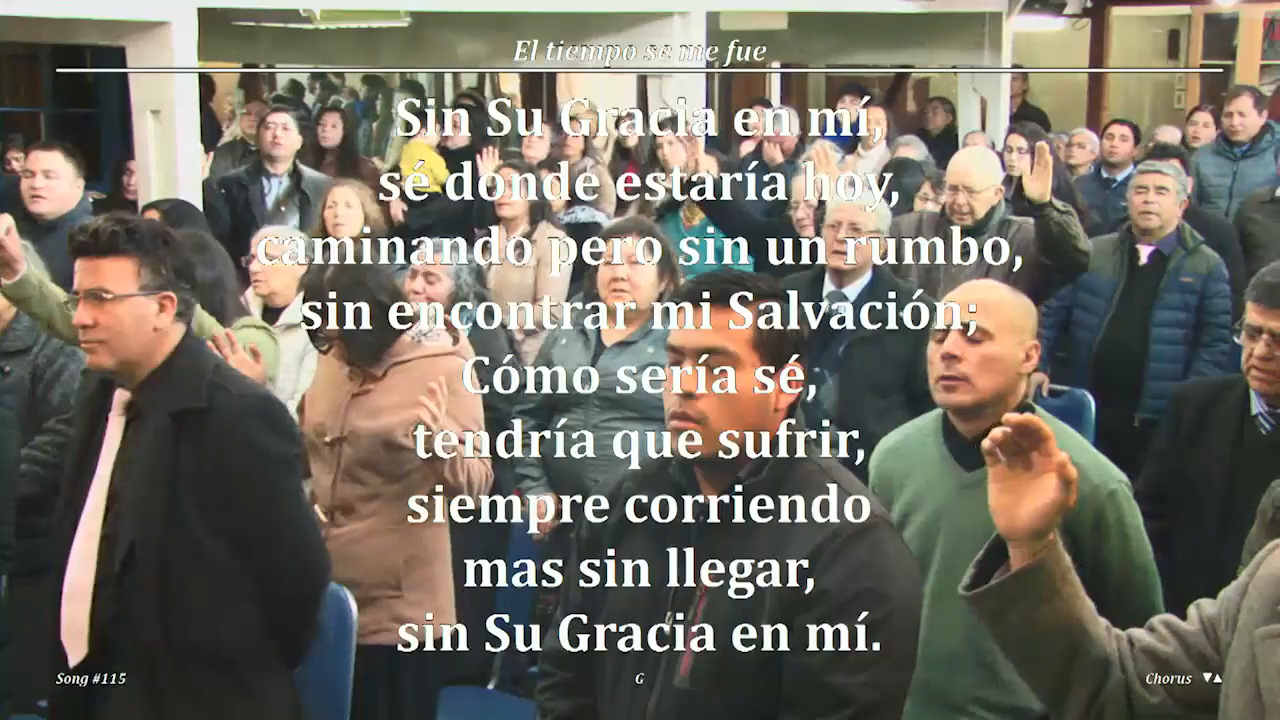 El tiempo se me fue
Sin Su Gracia en mí,
sé donde estaría hoy,
caminando pero sin un rumbo,
sin encontrar mi Salvación;
Cómo sería sé,
tendría que sufrir,
siempre corriendo
mas sin llegar,
sin Su Gracia en mí.
Song #115
G
Chorus ▼▲